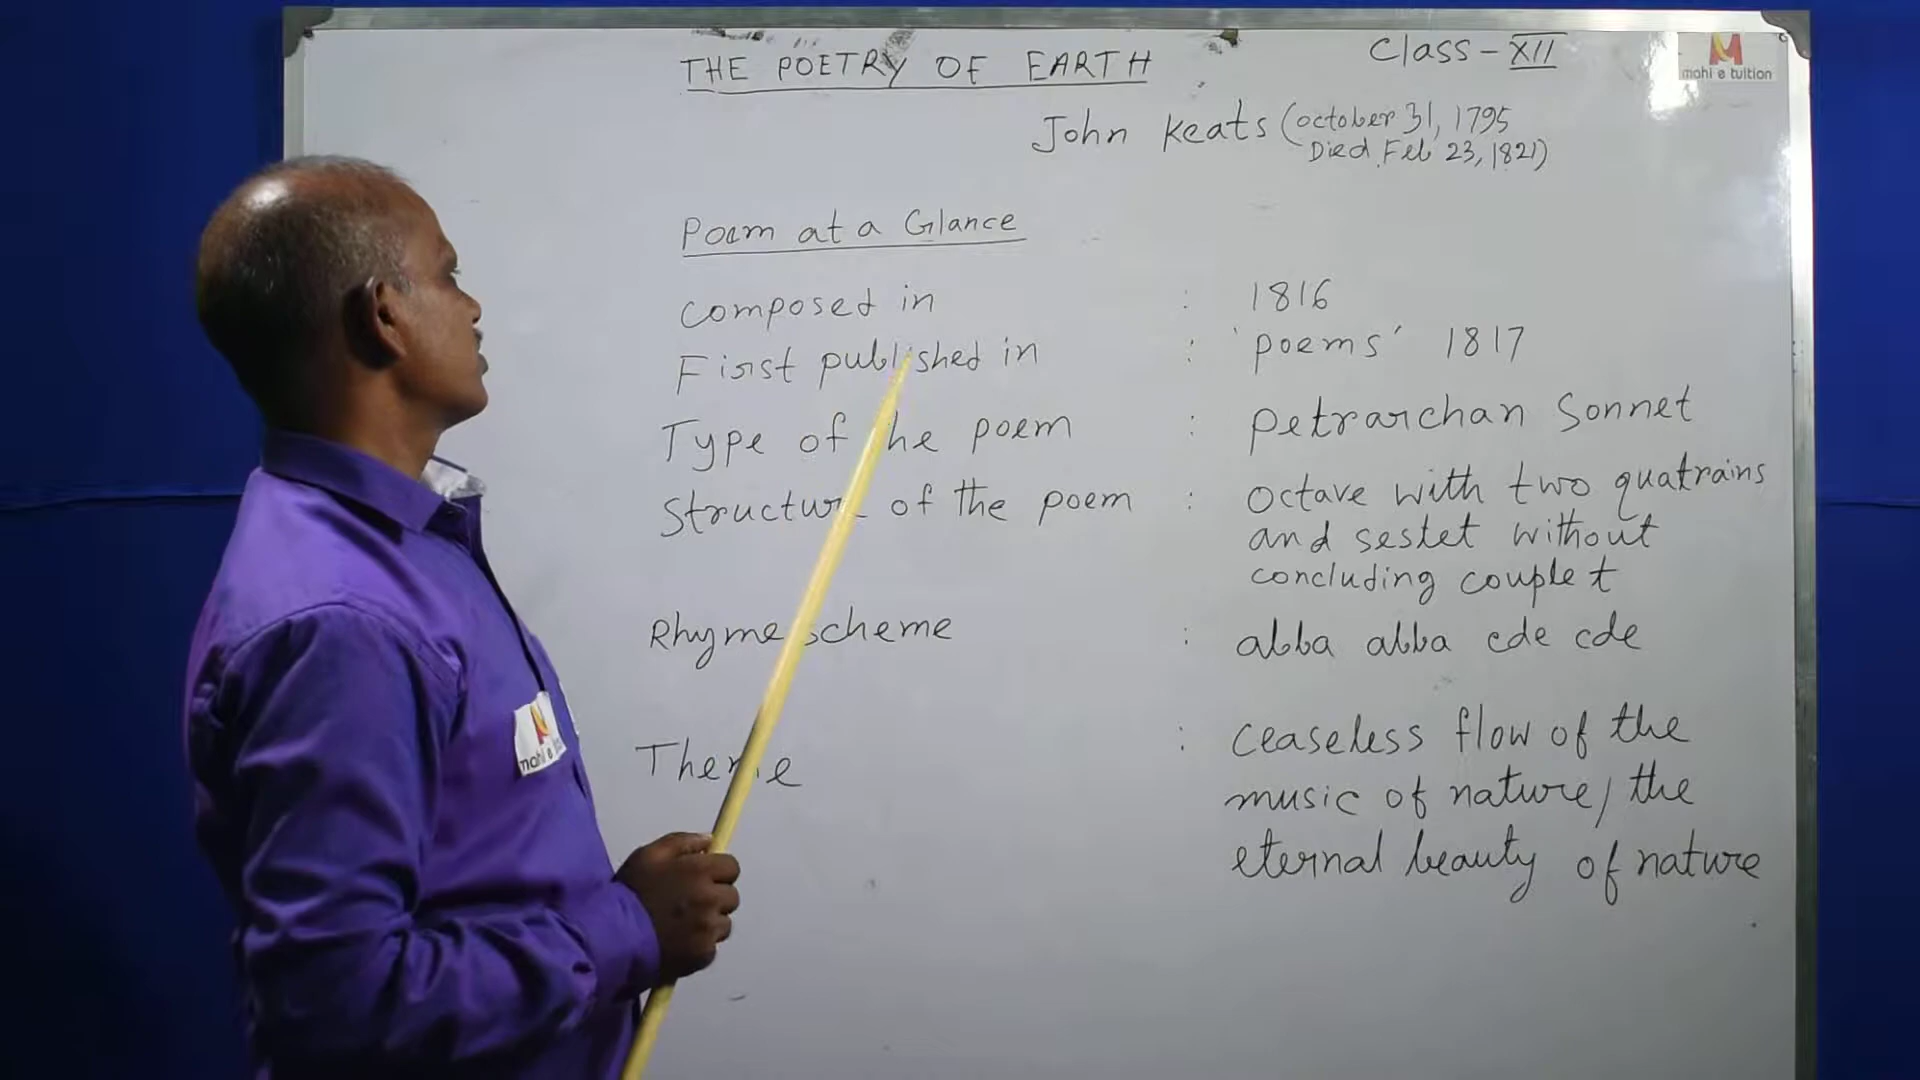 THE POETRY OF EARTH
Class - XII
M
mohi e tuition
John Keats (October 31, 1795
Died Feb 23, 1821)
Poem at a Glance
Composed in : 1816
First published in : 'Poems' 1817
Type of he poem : Petrarchan Sonnet
Structure of the poem : Octave with two quatrains
and sestet without
concluding couplet
Rhyme scheme : abba abba cde cde
Theme : Ceaseless flow of the
music of nature/the
eternal beauty of nature